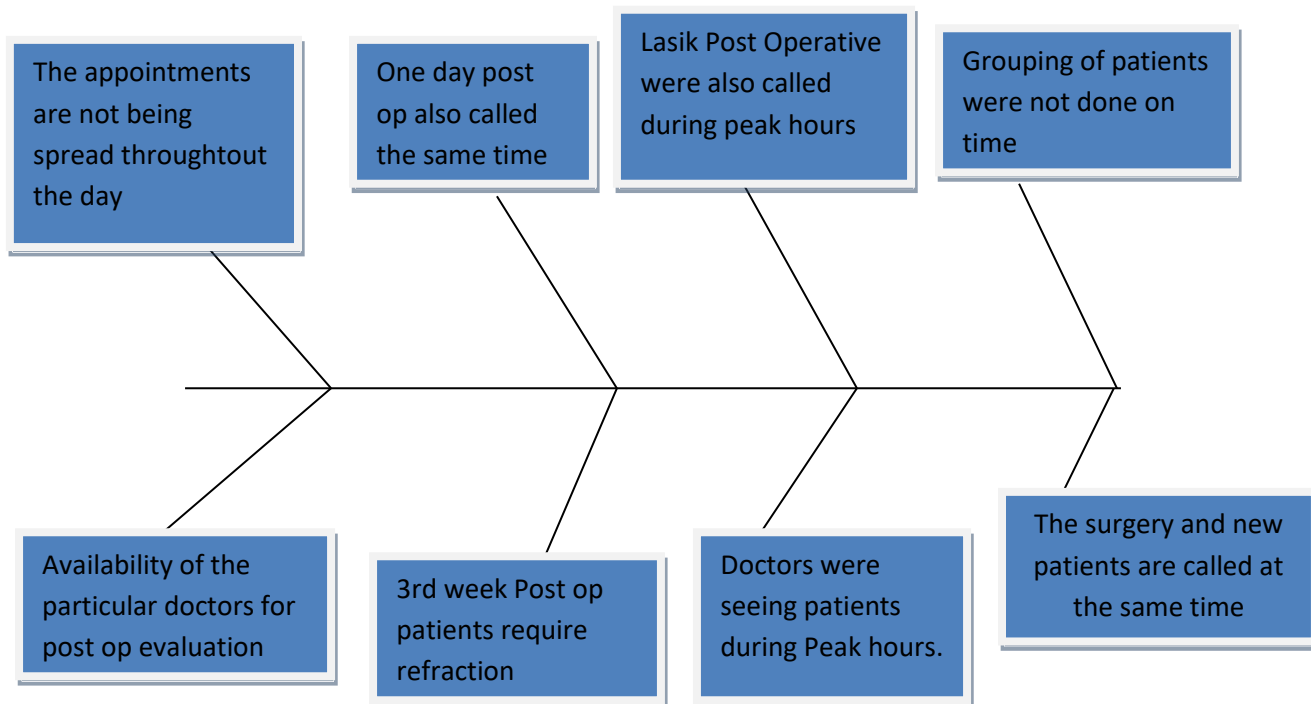 The appointments
are not being
spread throughtout
the day
One day post
op also called
the same time
Lasik Post Operative
were also called
during peak hours
Grouping of patients
were not done on
time
Availability of the
particular doctors for
post op evaluation
3rd week Post op
patients require
refraction
Doctors were
seeing patients
during Peak hours.
The surgery and new
patients are called at
the same time